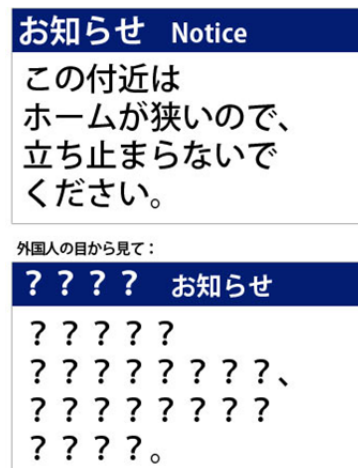 お知らせ Notice
この付近は
ホームが狭いので、
立ち止まらないで
ください。
外国人の目から見て：
？？？？ お知らせ
？？？？？
？？？？？？？？、
？？？？？？？？
？？？？。